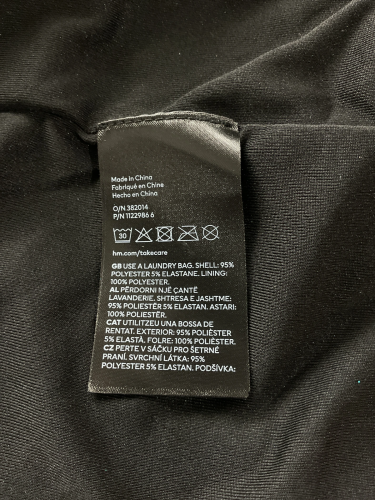 Made in China
Fabriqué en Chine
Hecho en China
O/N 382014
P/N 1122986 6
30
hm.com/takecare
GB USE A LAUNDRY BAG. SHELL: 95%
POLYESTER 5% ELASTANE. LINING:
100% POLYESTER.
AL PËRDORNI NJË ÇANTË
LAVANDERIE. SHTRESA E JASHTME:
95% POLIESTËR 5% ELASTAN. ASTARI:
100% POLIESTËR.
CAT UTILITZEU UNA BOSSA DE
RENTAT. EXTERIOR: 95% POLIÈSTER
5% ELASTÀ. FOLRE: 100% POLIÈSTER.
CZ PERTE V SÁČKU PRO ŠETRNÉ
PRANÍ. SVRCHNÍ LÁTKA: 95%
POLYESTER 5% ELASTAN. PODŠÍVKA: